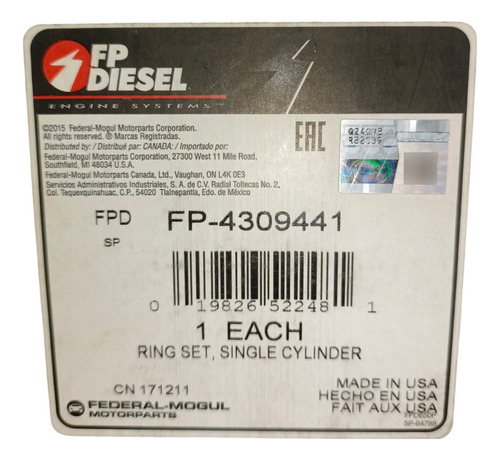 FP
DIESEL
ENGINE SYSTEMS™
©2015 Federal-Mogul Motorparts Corporation.
All rights reserved. ® Marcas Registradas.
Distributed by: / Distribué par: CANADA: / Importado por:
Federal-Mogul Motorparts Corporation, 27300 West 11 Mile Road,
Southfield, MI 48034 U.S.A.
Federal-Mogul Motorparts Canada, Ltd., Vaughan, ON L4K 0E3
Servicios Administrativos Industriales, S. A. de C.V. Radial Toltecas No. 2,
Col. Tequexquinahuac, C.P., 54020 Tlalnepantla, Edo. de México
EAC
FPD FP-4309441
SP
0 19826 52248 1
1 EACH
RING SET, SINGLE CYLINDER
CN 171211
FEDERAL-MOGUL
MOTORPARTS
MADE IN USA
HECHO EN USA
FAIT AUX USA
SP-64788